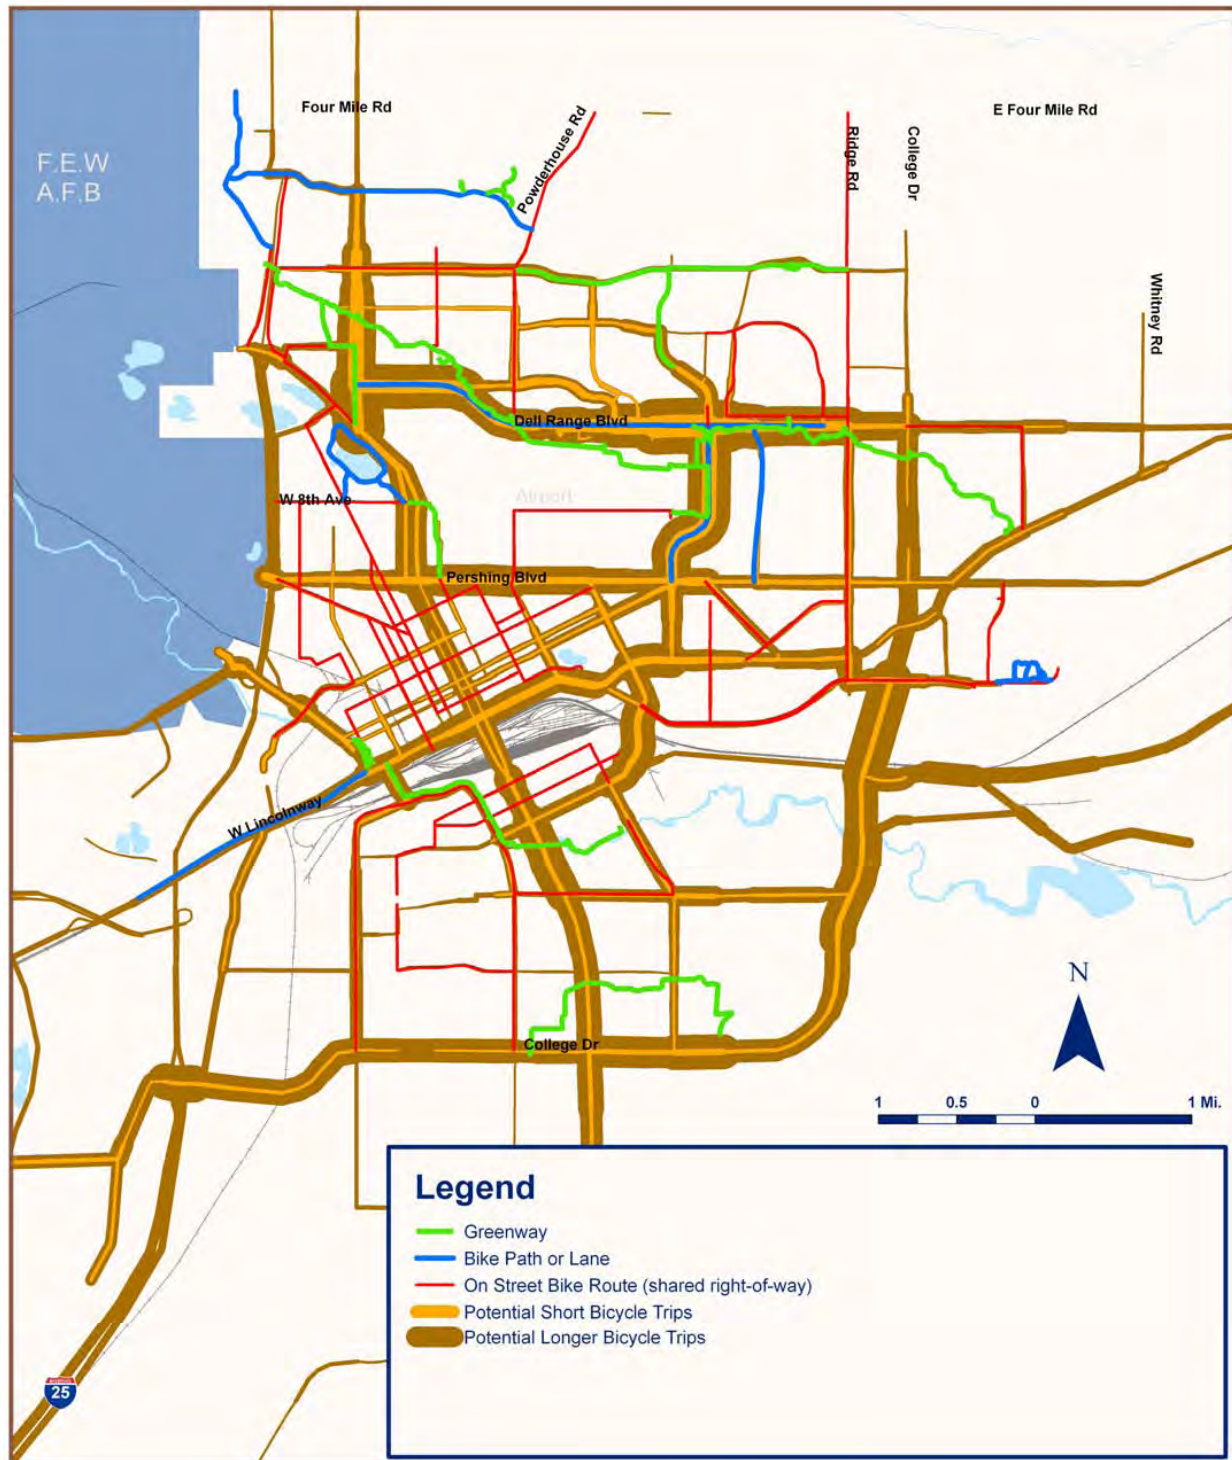 Four Mile Rd
Powderhouse Rd
Ridge Rd
College Dr
E Four Mile Rd
F.E.W
A.F.B
Whitney Rd
Dell Range Blvd
W 8th Ave
Airport
Pershing Blvd
W Lincolnway
College Dr
N
1 0.5 0 1 Mi.
Legend
Greenway
Bike Path or Lane
On Street Bike Route (shared right-of-way)
Potential Short Bicycle Trips
Potential Longer Bicycle Trips
25